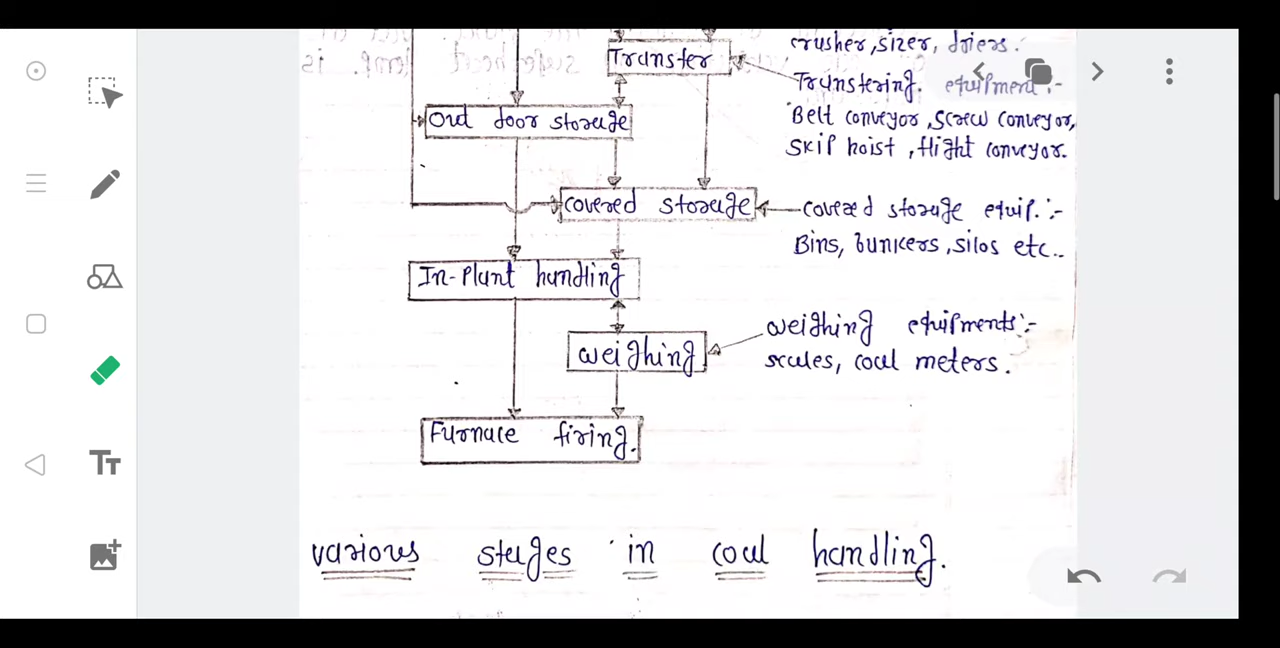 crusher, sizer, driers.
Transfer
Transfering. equipment :-
Belt conveyor, screw conveyor,
skip hoist, flight conveyor.
Out door storage
covered storage
covered storage equip. :-
Bins, bunkers, silos etc..
In-Plant handling
weighing equipments :-
scales, coal meters.
weighing
Furnace firing.
various stages in coal handling.
TT